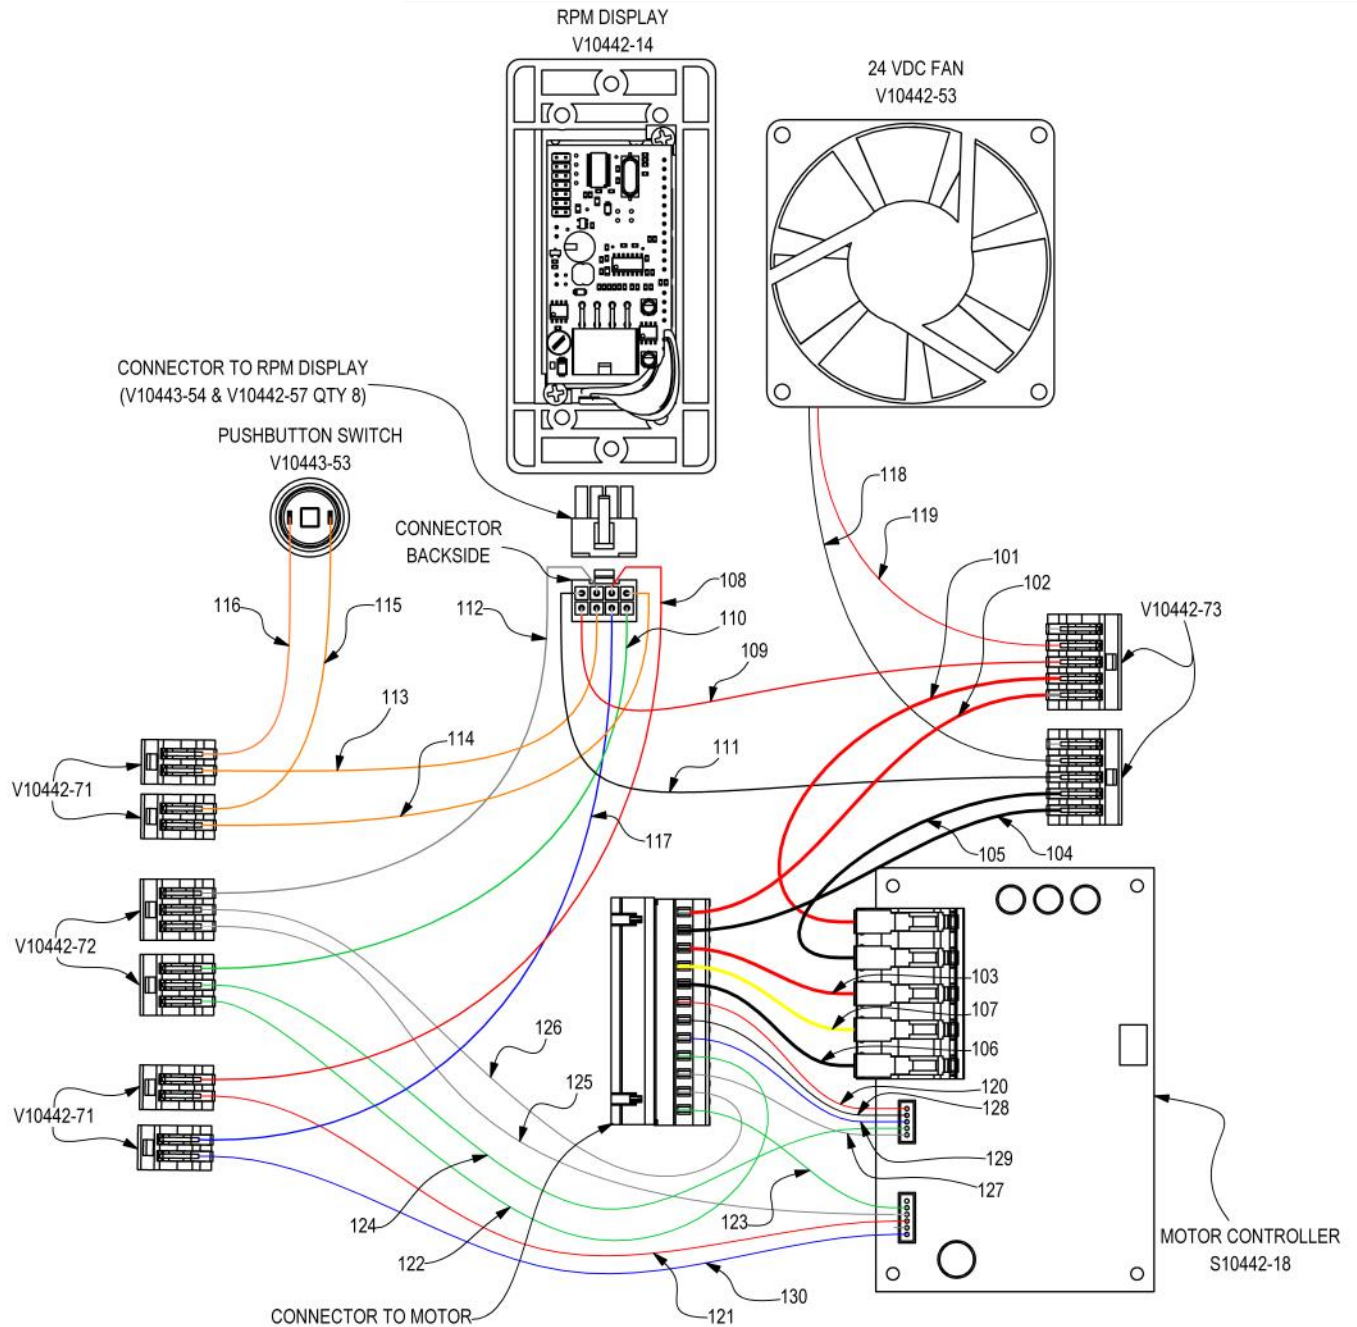 RPM DISPLAY
V10442-14
24 VDC FAN
V10442-53
CONNECTOR TO RPM DISPLAY
(V10443-54 & V10442-57 QTY 8)
PUSHBUTTON SWITCH
V10443-53
118
119
CONNECTOR
BACKSIDE
101
102
108
116
115
112
110
V10442-73
109
113
114
111
V10442-71
117
105
104
V10442-72
103
107
126
106
125
120
128
V10442-71
129
127
124
123
122
MOTOR CONTROLLER
S10442-18
130
CONNECTOR TO MOTOR
121